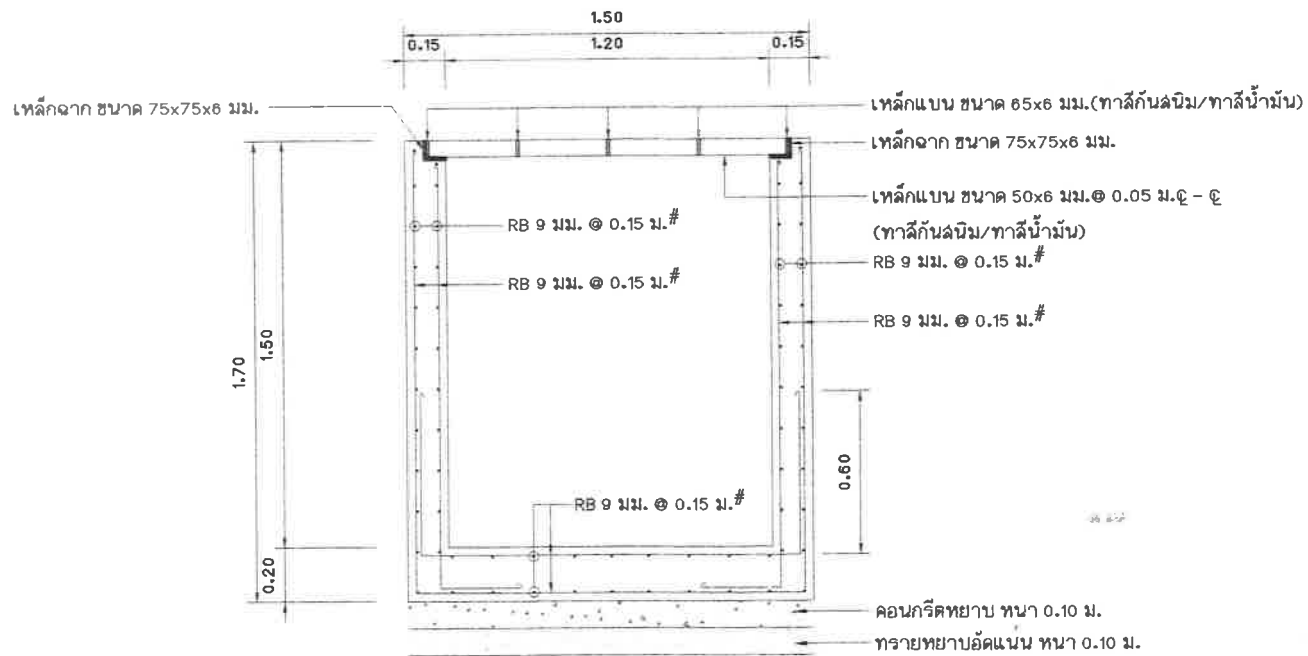 1.50
0.15
1.20
0.15
เหล็กฉาก ขนาด 75x75x6 มม.
เหล็กแบน ขนาด 65x6 มม.(ทาสีกันสนิม/ทาสีน้ำมัน)
เหล็กฉาก ขนาด 75x75x6 มม.
เหล็กแบน ขนาด 50x6 มม.@ 0.05 ม.℄ - ℄
(ทาสีกันสนิม/ทาสีน้ำมัน)
RB 9 มม. @ 0.15 ม.#
RB 9 มม. @ 0.15 ม.#
RB 9 มม. @ 0.15 ม.#
RB 9 มม. @ 0.15 ม.#
1.70
1.50
0.60
RB 9 มม. @ 0.15 ม.#
0.20
คอนกรีตหยาบ หนา 0.10 ม.
ทรายหยาบอัดแน่น หนา 0.10 ม.